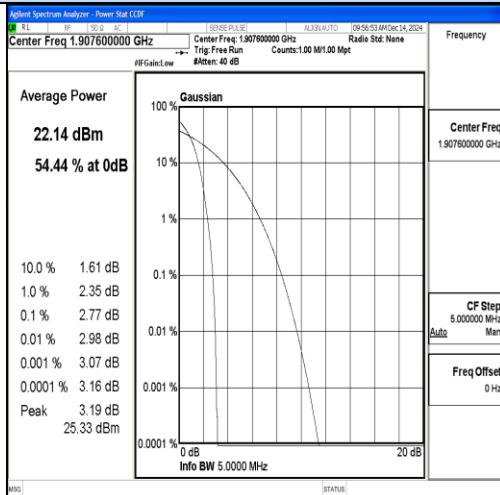 Agilent Spectrum Analyzer - Power Stat CCDF
RL RF 50 Ω AC SENSE:PULSE ALIGNAUTO 09:56:53 AMDec 14, 2024
Center Freq 1.907600000 GHz
Center Freq: 1.907600000 GHz Radio Std: None
Trig: Free Run Counts:1.00 M/1.00 Mpt
#IFGain:Low #Atten: 40 dB
Frequency
Center Freq
1.907600000 GHz
CF Step
5.000000 MHz
Auto Man
Freq Offset
0 Hz
Average Power
22.14 dBm
54.44 % at 0dB
10.0 % 1.61 dB
1.0 % 2.35 dB
0.1 % 2.77 dB
0.01 % 2.98 dB
0.001 % 3.07 dB
0.0001 % 3.16 dB
Peak 3.19 dB
25.33 dBm
Gaussian
100 %
10 %
1 %
0.1 %
0.01 %
0.001 %
0.0001 %
0 dB 20 dB
Info BW 5.0000 MHz
MSG STATUS